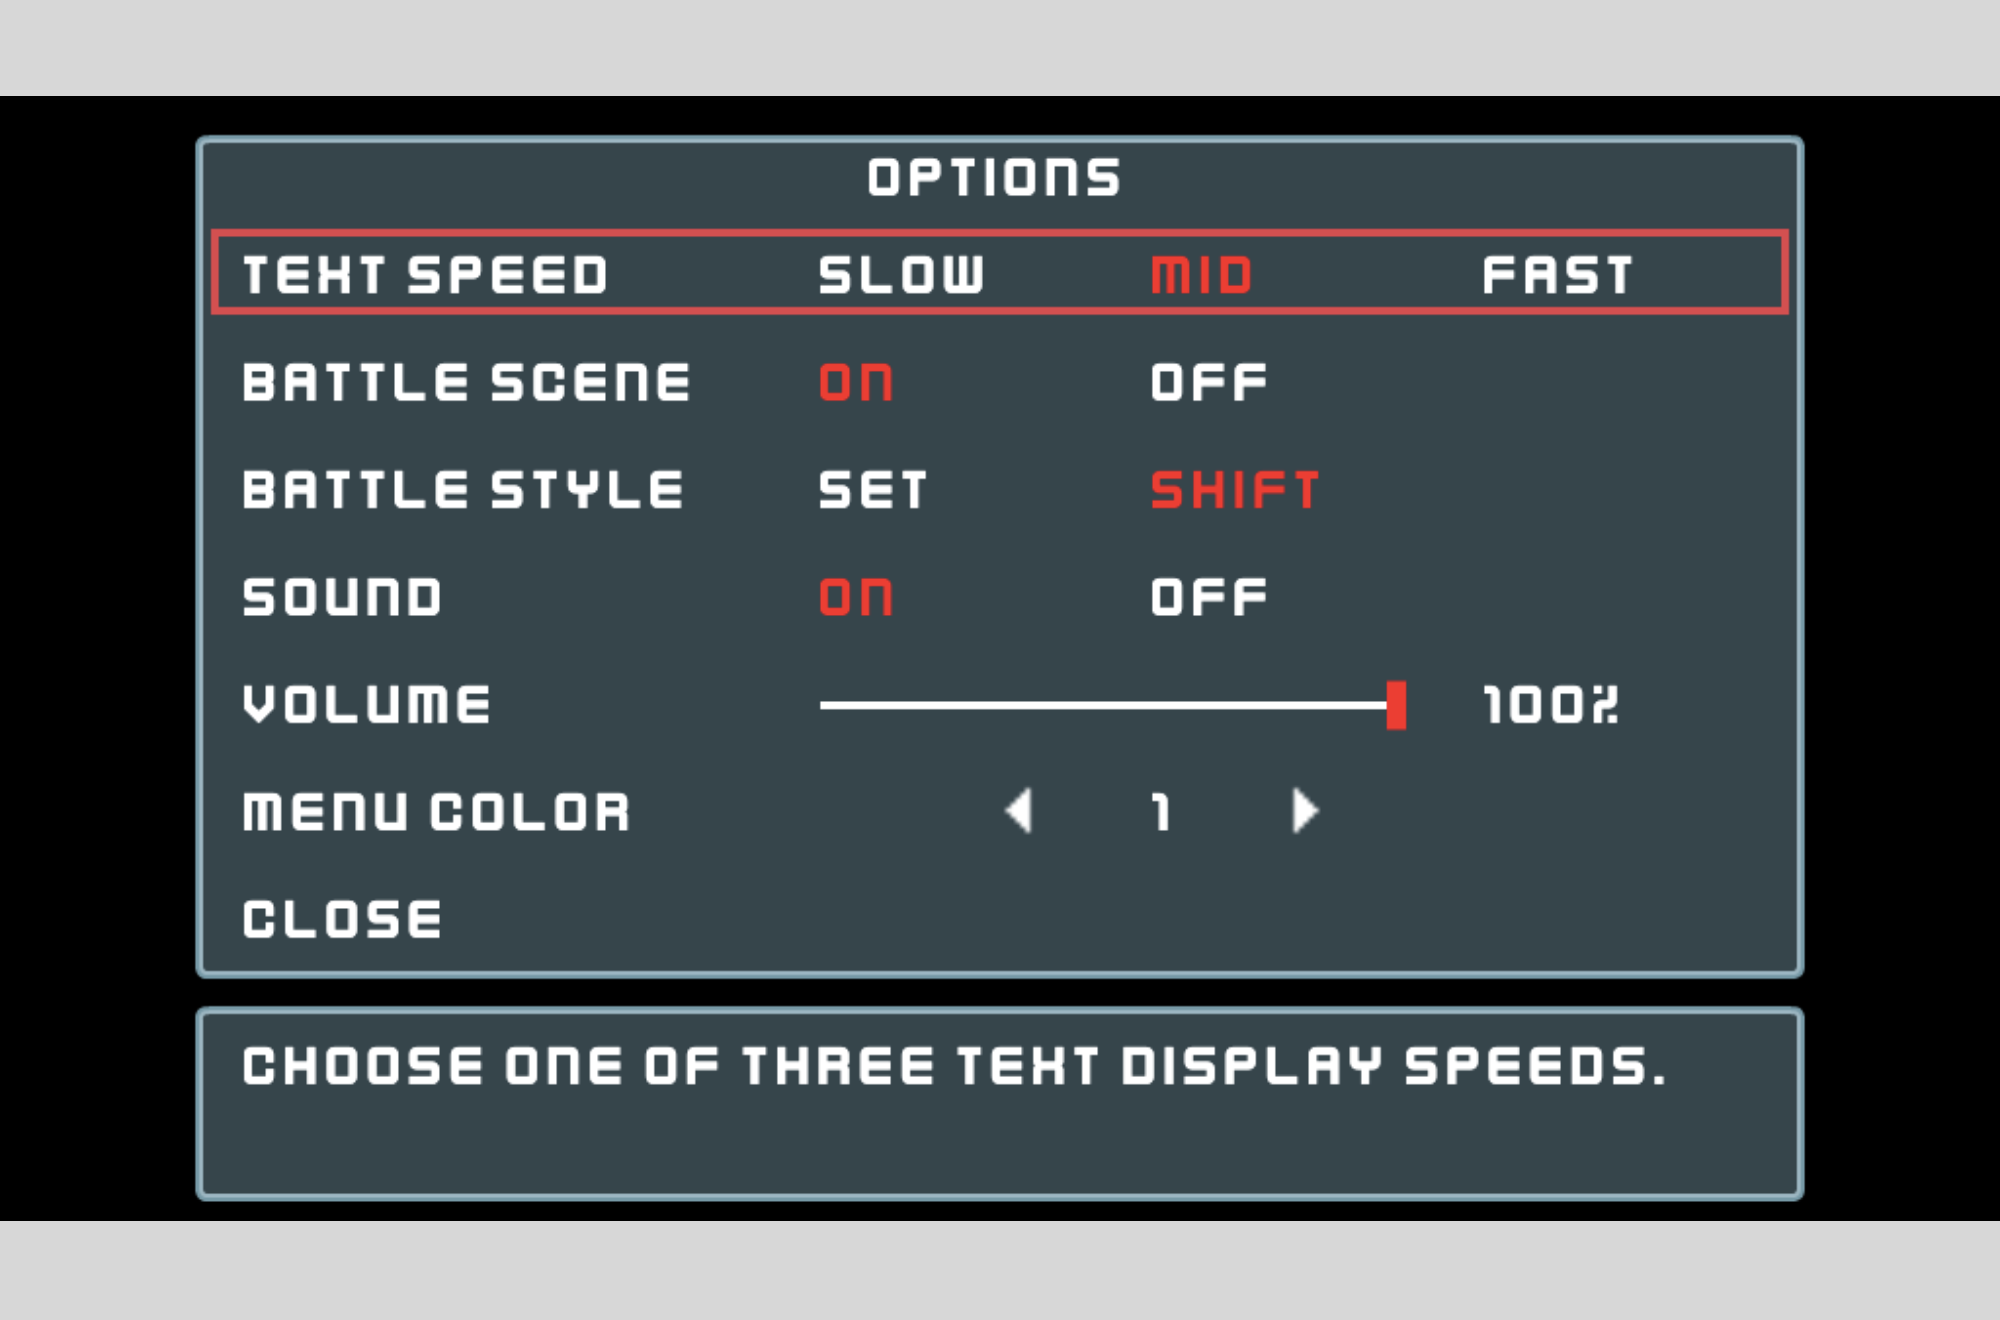 OPTIONS
TEXT SPEED SLOW MID FAST
BATTLE SCENE ON OFF
BATTLE STYLE SET SHIFT
SOUND ON OFF
VOLUME 100%
MENU COLOR 1
CLOSE
CHOOSE ONE OF THREE TEXT DISPLAY SPEEDS.